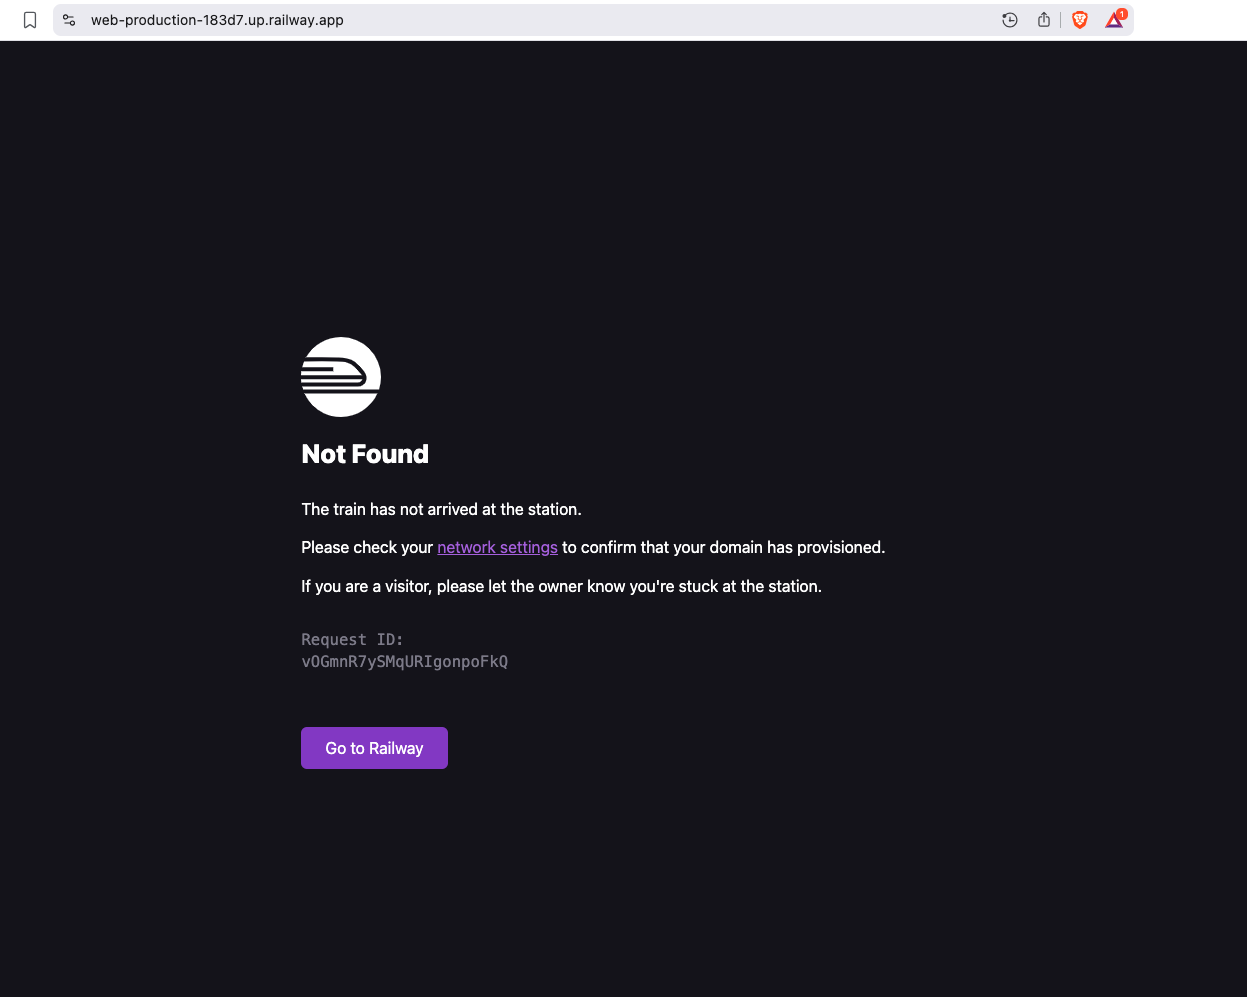 web-production-183d7.up.railway.app
1
Not Found
The train has not arrived at the station.
Please check your network settings to confirm that your domain has provisioned.
If you are a visitor, please let the owner know you're stuck at the station.
Request ID:
vOGmnR7ySMqURIgonpoFkQ
Go to Railway